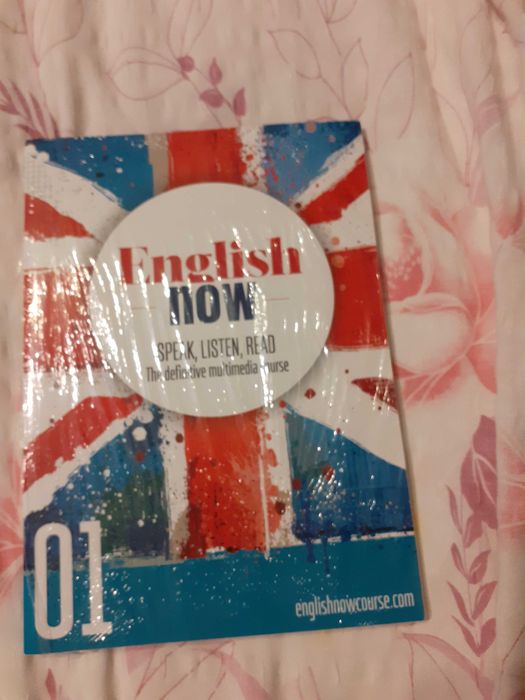 English
now
SPEAK, LISTEN, READ
The definitive multimedia course
01
englishnowcourse.com